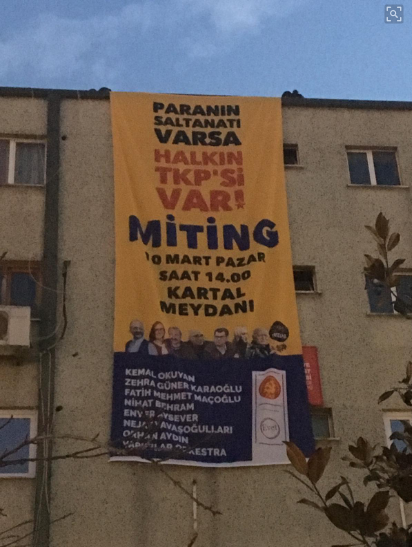 PARANIN
SALTANATI
VARSA
HALKIN
TKP'Sİ
VAR!
MİTİNG
10 MART PAZAR
SAAT 14.00
KARTAL
MEYDANI
KEMAL OKUYAN
ZEHRA GÜNER KARAOĞLU
FATİH MEHMET MAÇOĞLU
NİHAT BEHRAM
ENVER AYSEVER
NEJAT YAVAŞOĞULLARI
ORHAN AYDIN
ORKESTRA